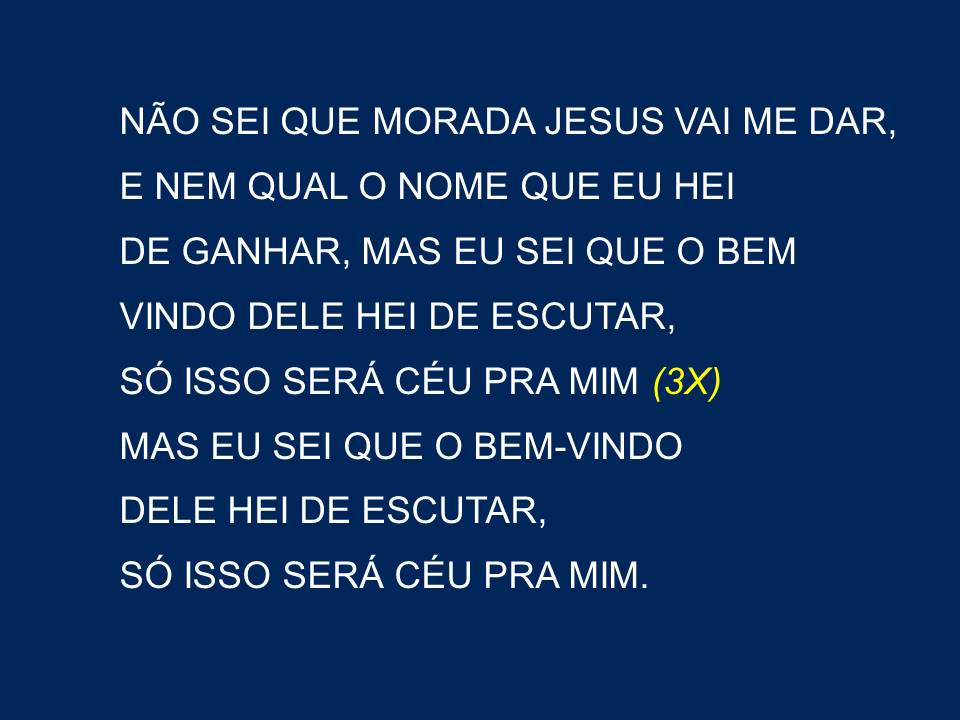 NÃO SEI QUE MORADA JESUS VAI ME DAR,
E NEM QUAL O NOME QUE EU HEI
DE GANHAR, MAS EU SEI QUE O BEM
VINDO DELE HEI DE ESCUTAR,
SÓ ISSO SERÁ CÉU PRA MIM (3X)
MAS EU SEI QUE O BEM-VINDO
DELE HEI DE ESCUTAR,
SÓ ISSO SERÁ CÉU PRA MIM.